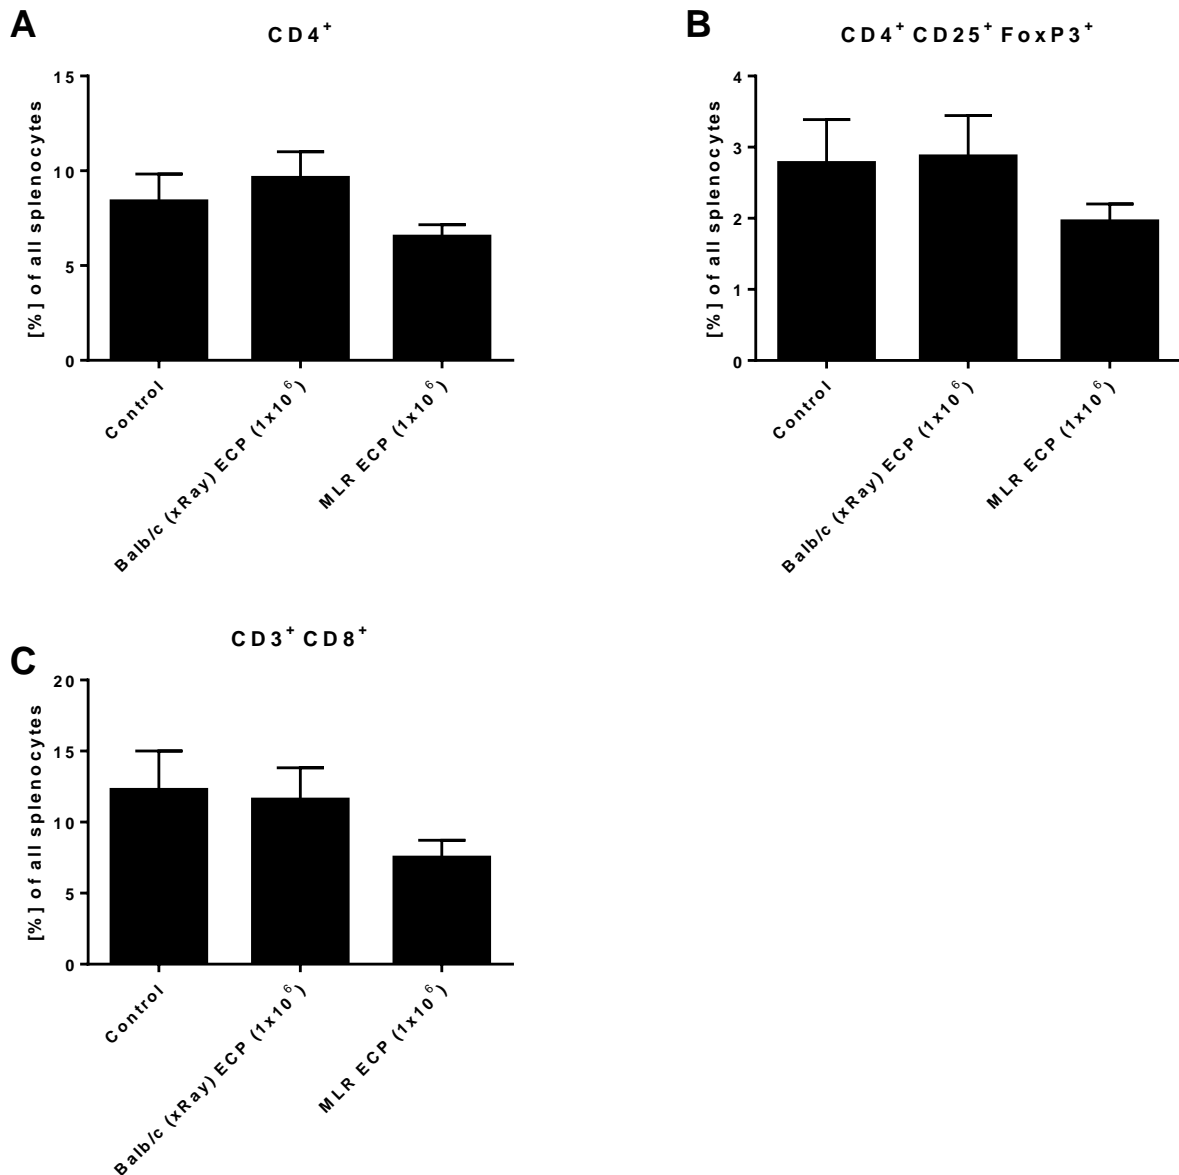 A
CD4⁺
[%] of all splenocytes
15
10
5
0
Control
Balb/c (xRay) ECP (1x10⁶)
MLR ECP (1x10⁶)
B
CD4⁺ CD25⁺ FoxP3⁺
[%] of all splenocytes
4
3
2
1
0
Control
Balb/c (xRay) ECP (1x10⁶)
MLR ECP (1x10⁶)
C
CD3⁺ CD8⁺
[%] of all splenocytes
20
15
10
5
0
Control
Balb/c (xRay) ECP (1x10⁶)
MLR ECP (1x10⁶)